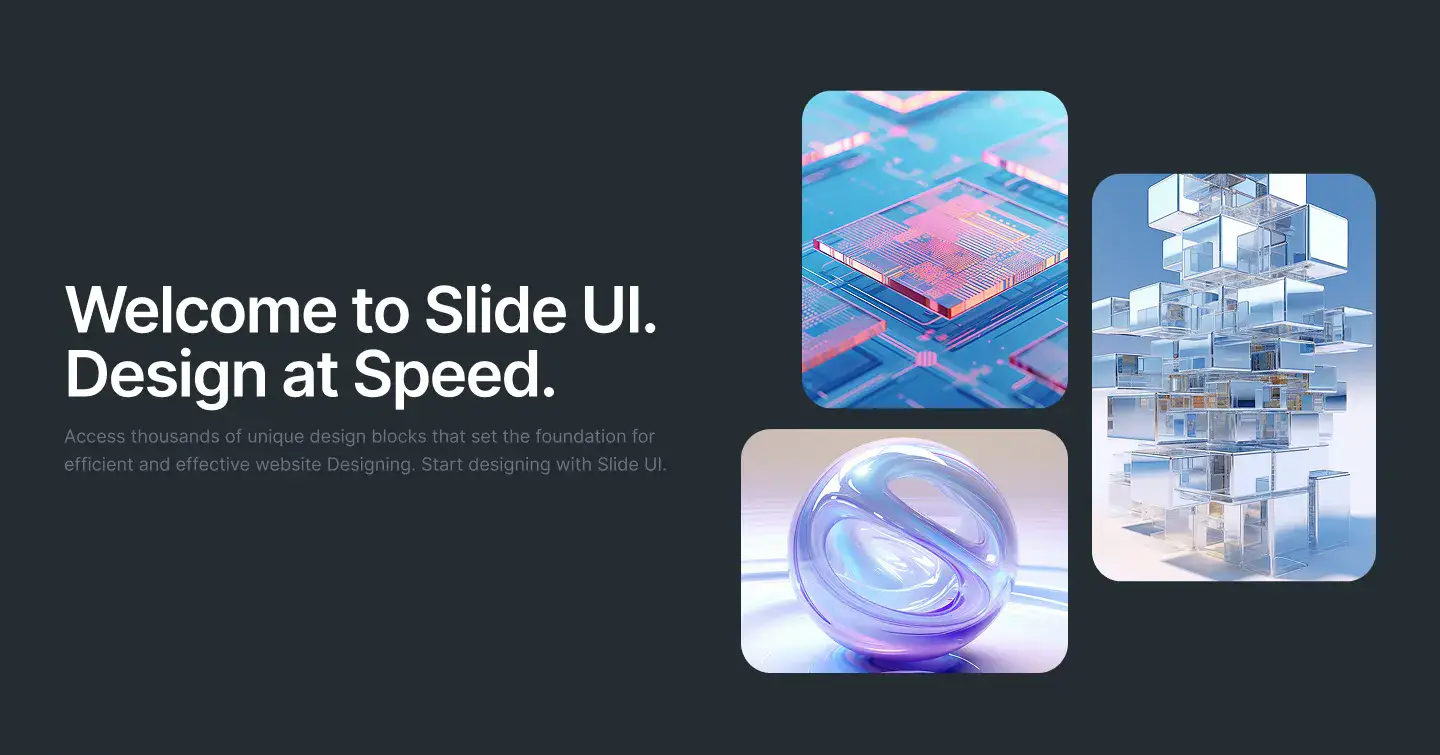 Welcome to Slide UI.
Design at Speed.
Access thousands of unique design blocks that set the foundation for
efficient and effective website Designing. Start designing with Slide UI.